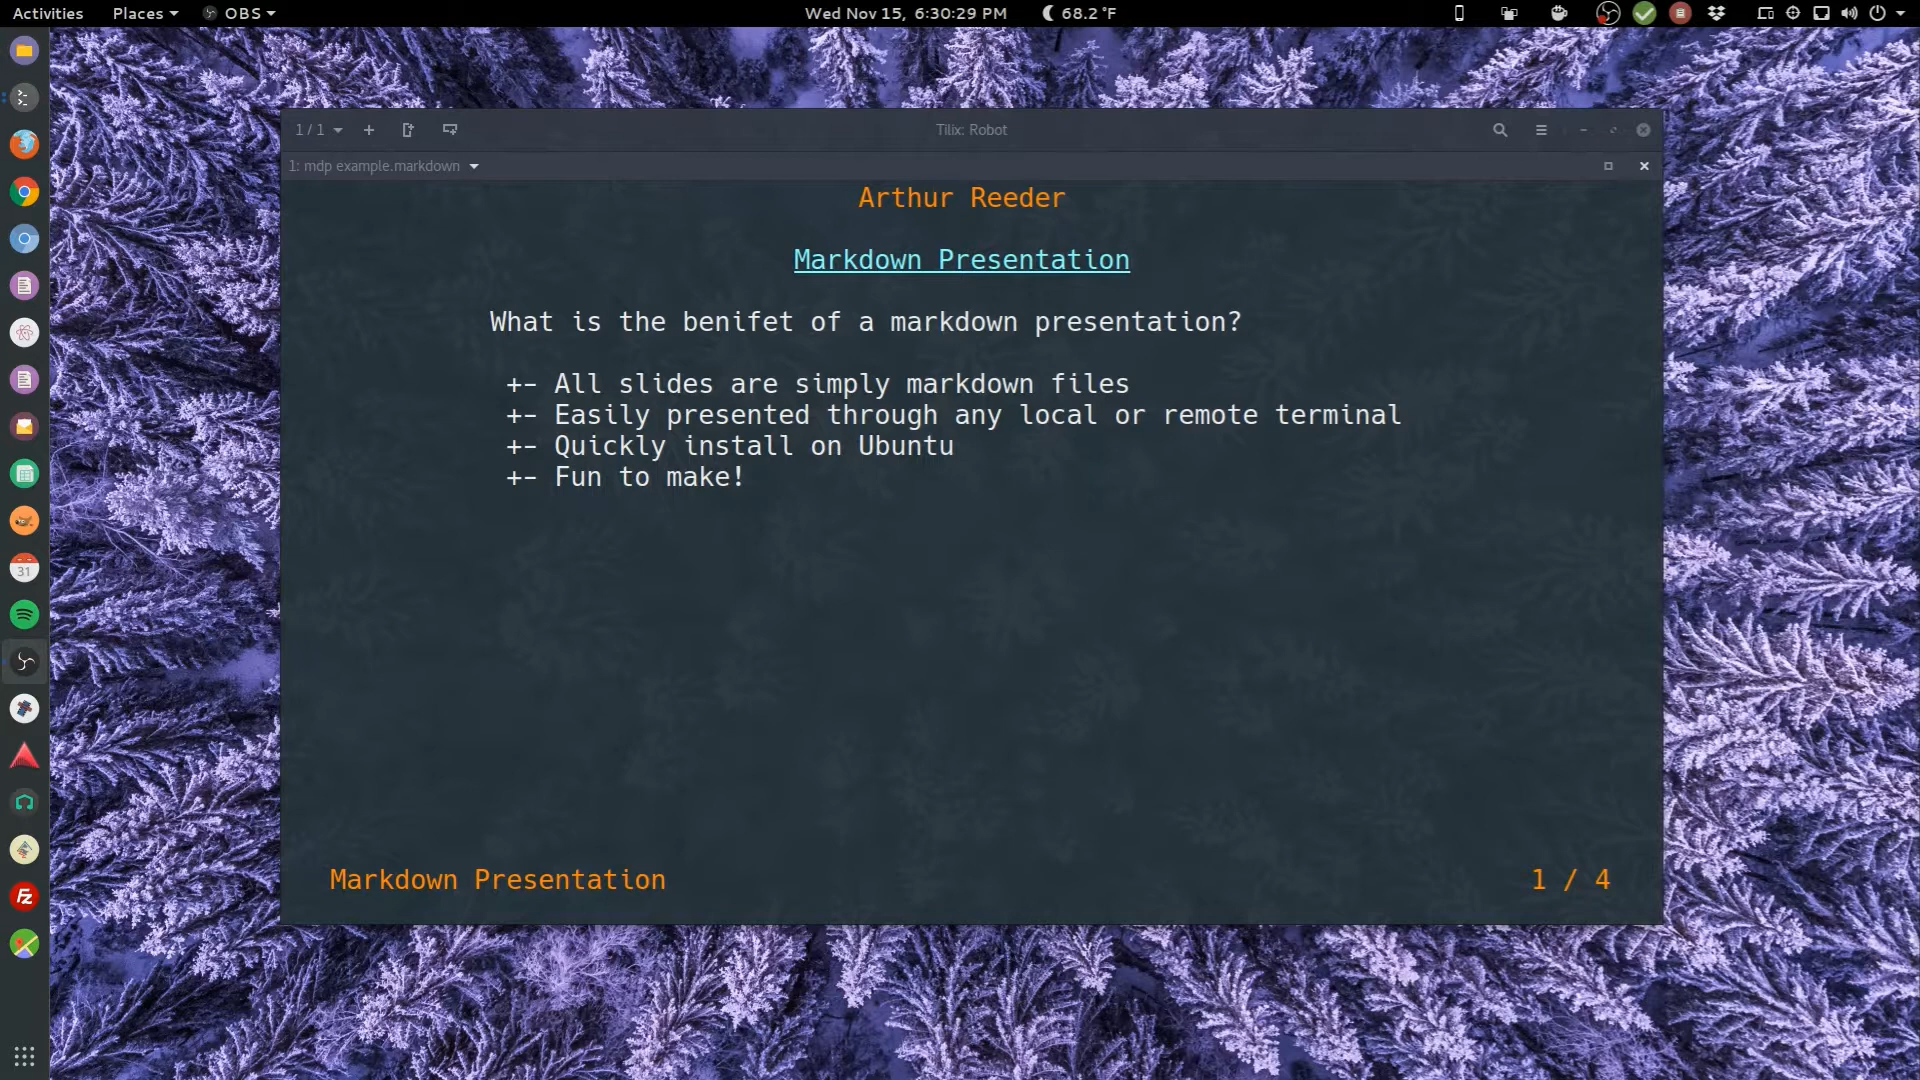 Activities Places OBS Wed Nov 15, 6:30:29 PM 68.2 °F
1 / 1 Tilix: Robot
1: mdp example.markdown
Arthur Reeder
Markdown Presentation
What is the benifet of a markdown presentation?
+- All slides are simply markdown files
+- Easily presented through any local or remote terminal
+- Quickly install on Ubuntu
+- Fun to make!
31
Fz
Markdown Presentation 1 / 4